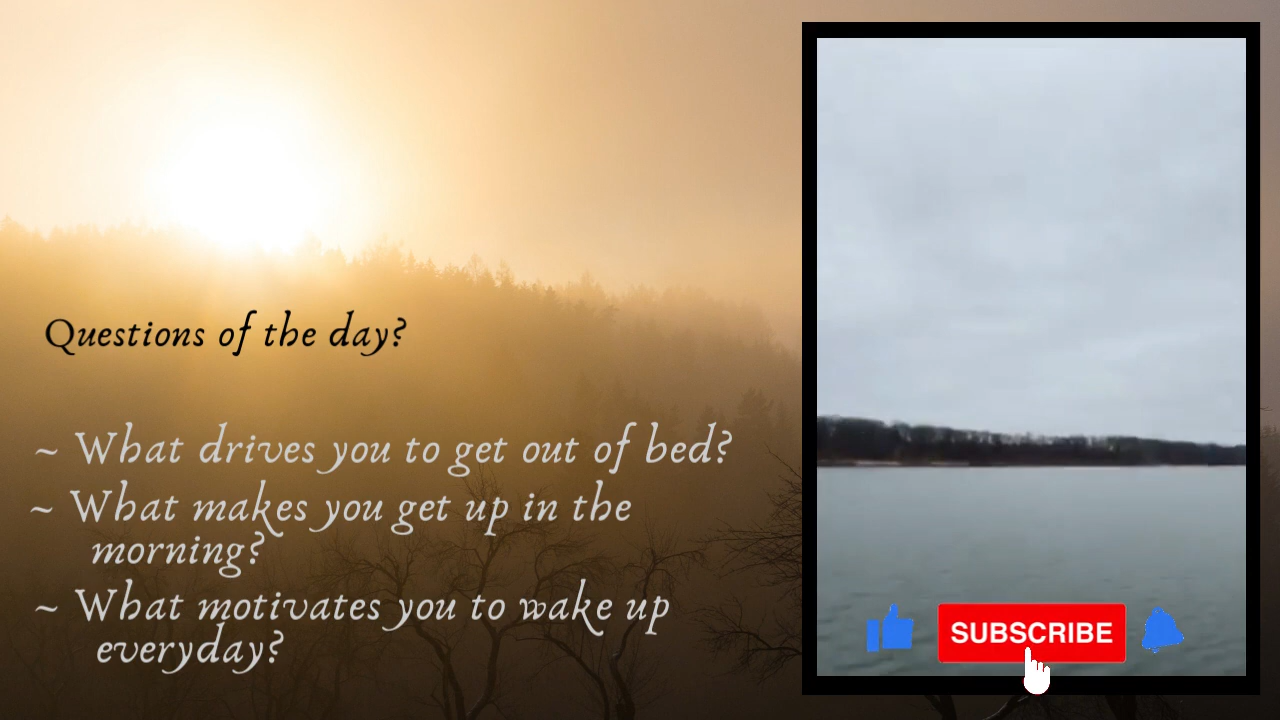 Questions of the day?
~ What drives you to get out of bed?
~ What makes you get up in the
morning?
~ What motivates you to wake up
everyday?
SUBSCRIBE